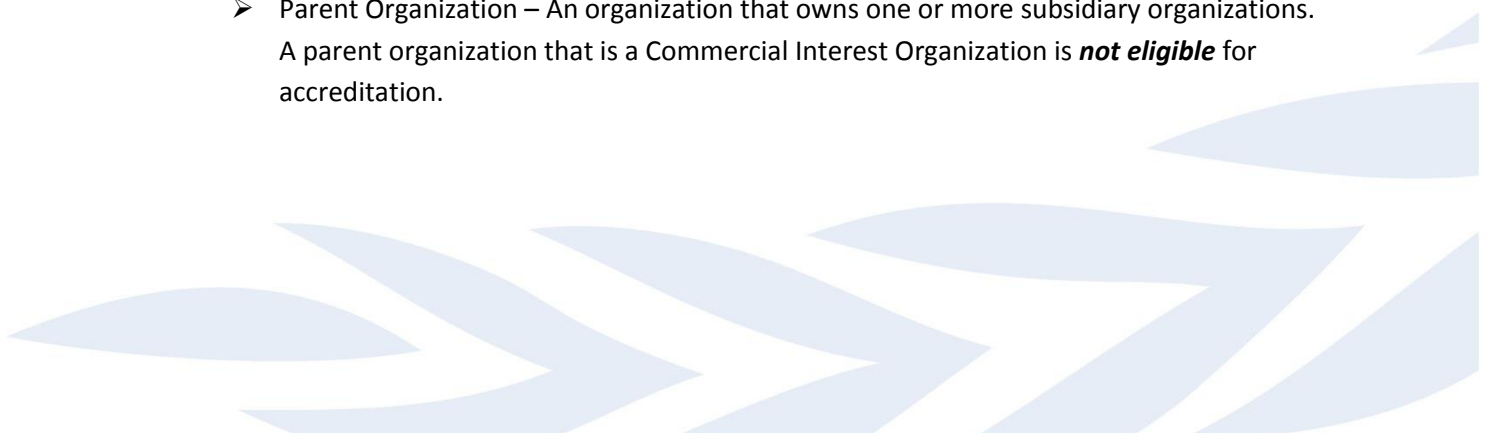 ➢ Parent Organization – An organization that owns one or more subsidiary organizations.
A parent organization that is a Commercial Interest Organization is not eligible for
accreditation.